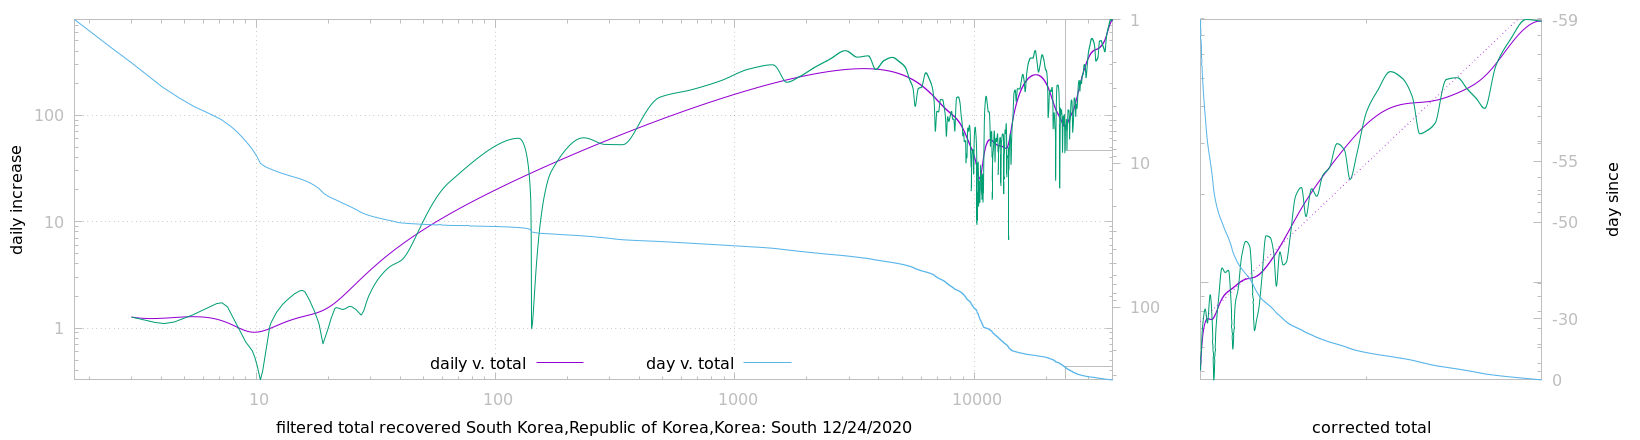 daily increase
100
10
1
10
100
1000
10000
1
10
100
daily v. total
day v. total
filtered total recovered South Korea,Republic of Korea,Korea: South 12/24/2020
-59
-55
-50
-30
0
day since
corrected total